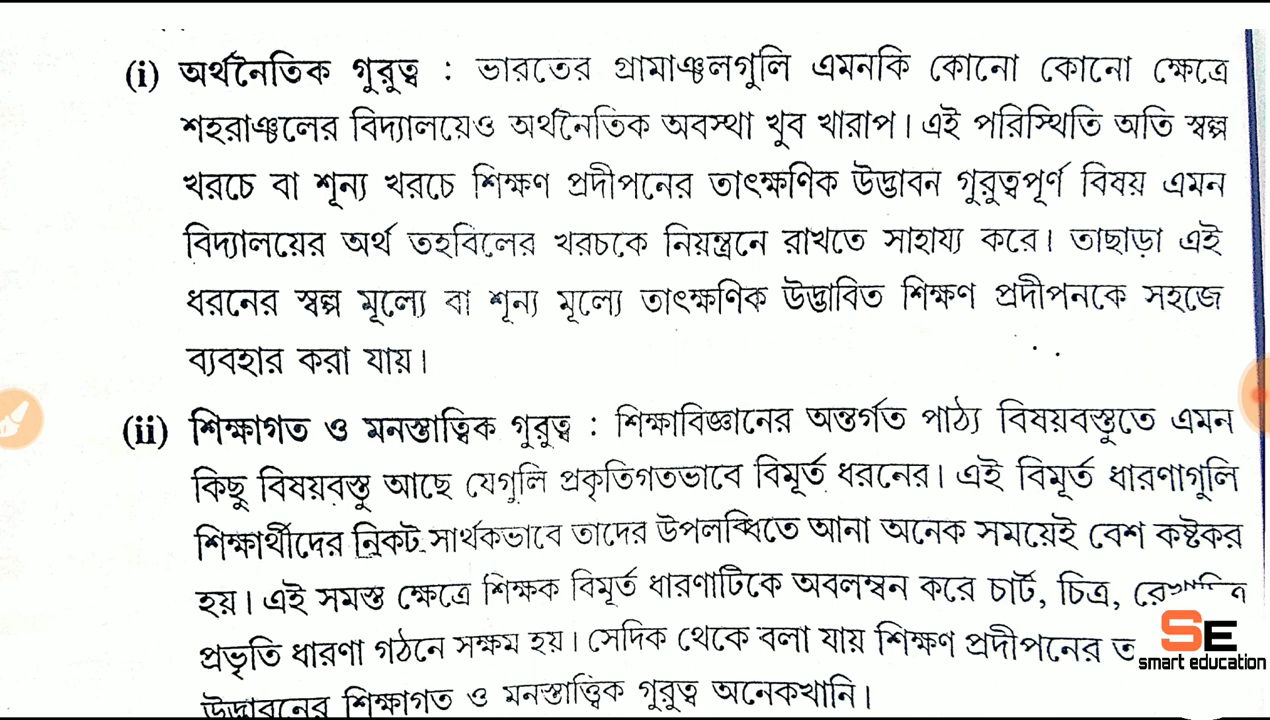 (i) অর্থনৈতিক গুরুত্ব : ভারতের গ্রামাঞ্চলগুলি এমনকি কোনো কোনো ক্ষেত্রে
শহরাঞ্চলের বিদ্যালয়েও অর্থনৈতিক অবস্থা খুব খারাপ। এই পরিস্থিতি অতি স্বল্প
খরচে বা শূন্য খরচে শিক্ষণ প্রদীপনের তাৎক্ষণিক উদ্ভাবন গুরুত্বপূর্ণ বিষয় এমন
বিদ্যালয়ের অর্থ তহবিলের খরচকে নিয়ন্ত্রনে রাখতে সাহায্য করে। তাছাড়া এই
ধরনের স্বল্প মূল্যে বা শূন্য মূল্যে তাৎক্ষণিক উদ্ভাবিত শিক্ষণ প্রদীপনকে সহজে
ব্যবহার করা যায়।
(ii) শিক্ষাগত ও মনস্তাত্বিক গুরুত্ব : শিক্ষাবিজ্ঞানের অন্তর্গত পাঠ্য বিষয়বস্তুতে এমন
কিছু বিষয়বস্তু আছে যেগুলি প্রকৃতিগতভাবে বিমূর্ত ধরনের। এই বিমূর্ত ধারণাগুলি
শিক্ষার্থীদের নিকট সার্থকভাবে তাদের উপলব্ধিতে আনা অনেক সময়েই বেশ কষ্টকর
হয়। এই সমস্ত ক্ষেত্রে শিক্ষক বিমূর্ত ধারণাটিকে অবলম্বন করে চার্ট, চিত্র,
প্রভৃতি ধারণা গঠনে সক্ষম হয়। সেদিক থেকে বলা যায় শিক্ষণ প্রদীপনের
উদ্ভাবনের শিক্ষাগত ও মনস্তাত্ত্বিক গুরুত্ব অনেকখানি।
SE
smart education